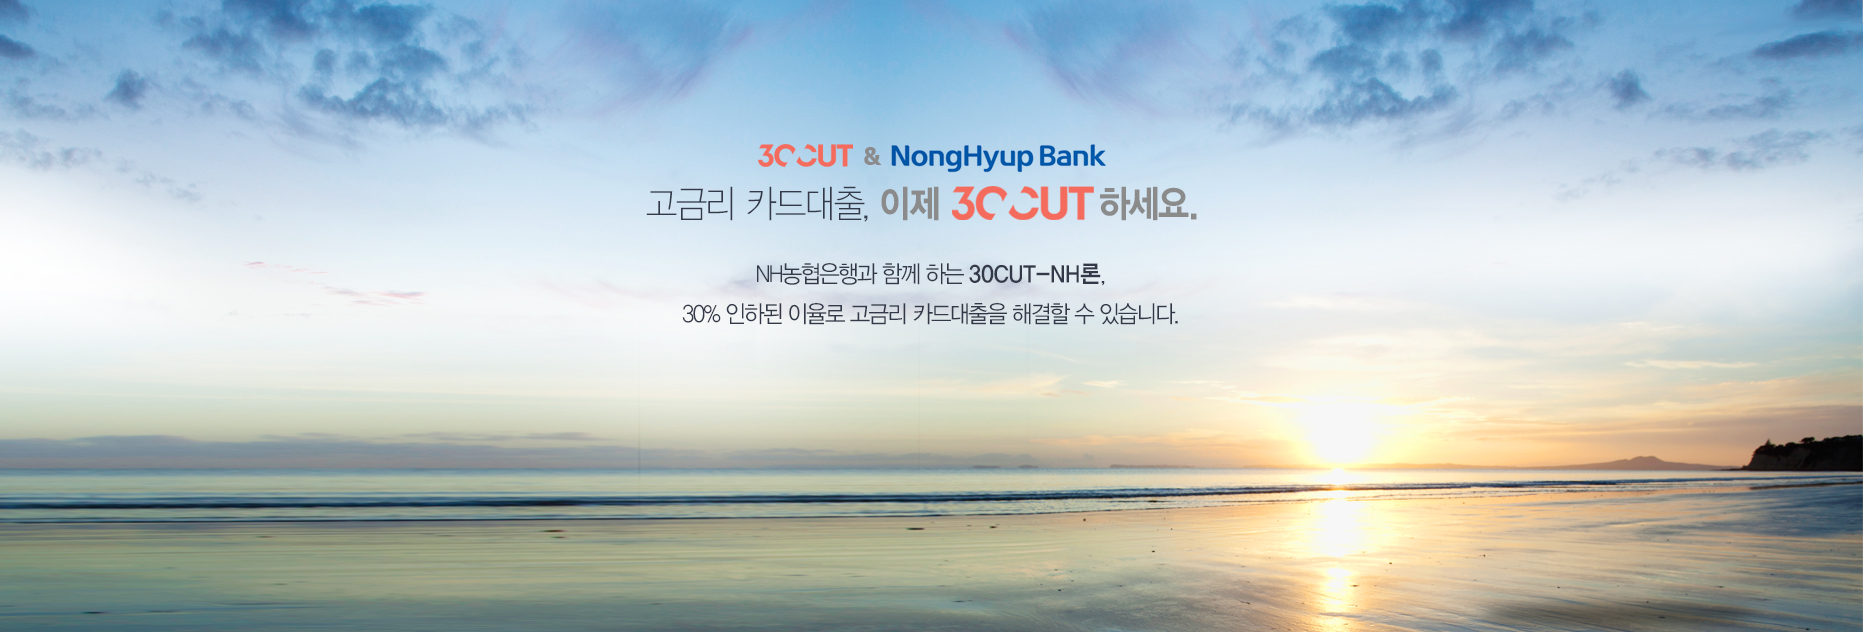 30CUT & NongHyup Bank
고금리 카드대출, 이제 30CUT 하세요.
NH농협은행과 함께 하는 30CUT-NH론,
30% 인하된 이율로 고금리 카드대출을 해결할 수 있습니다.